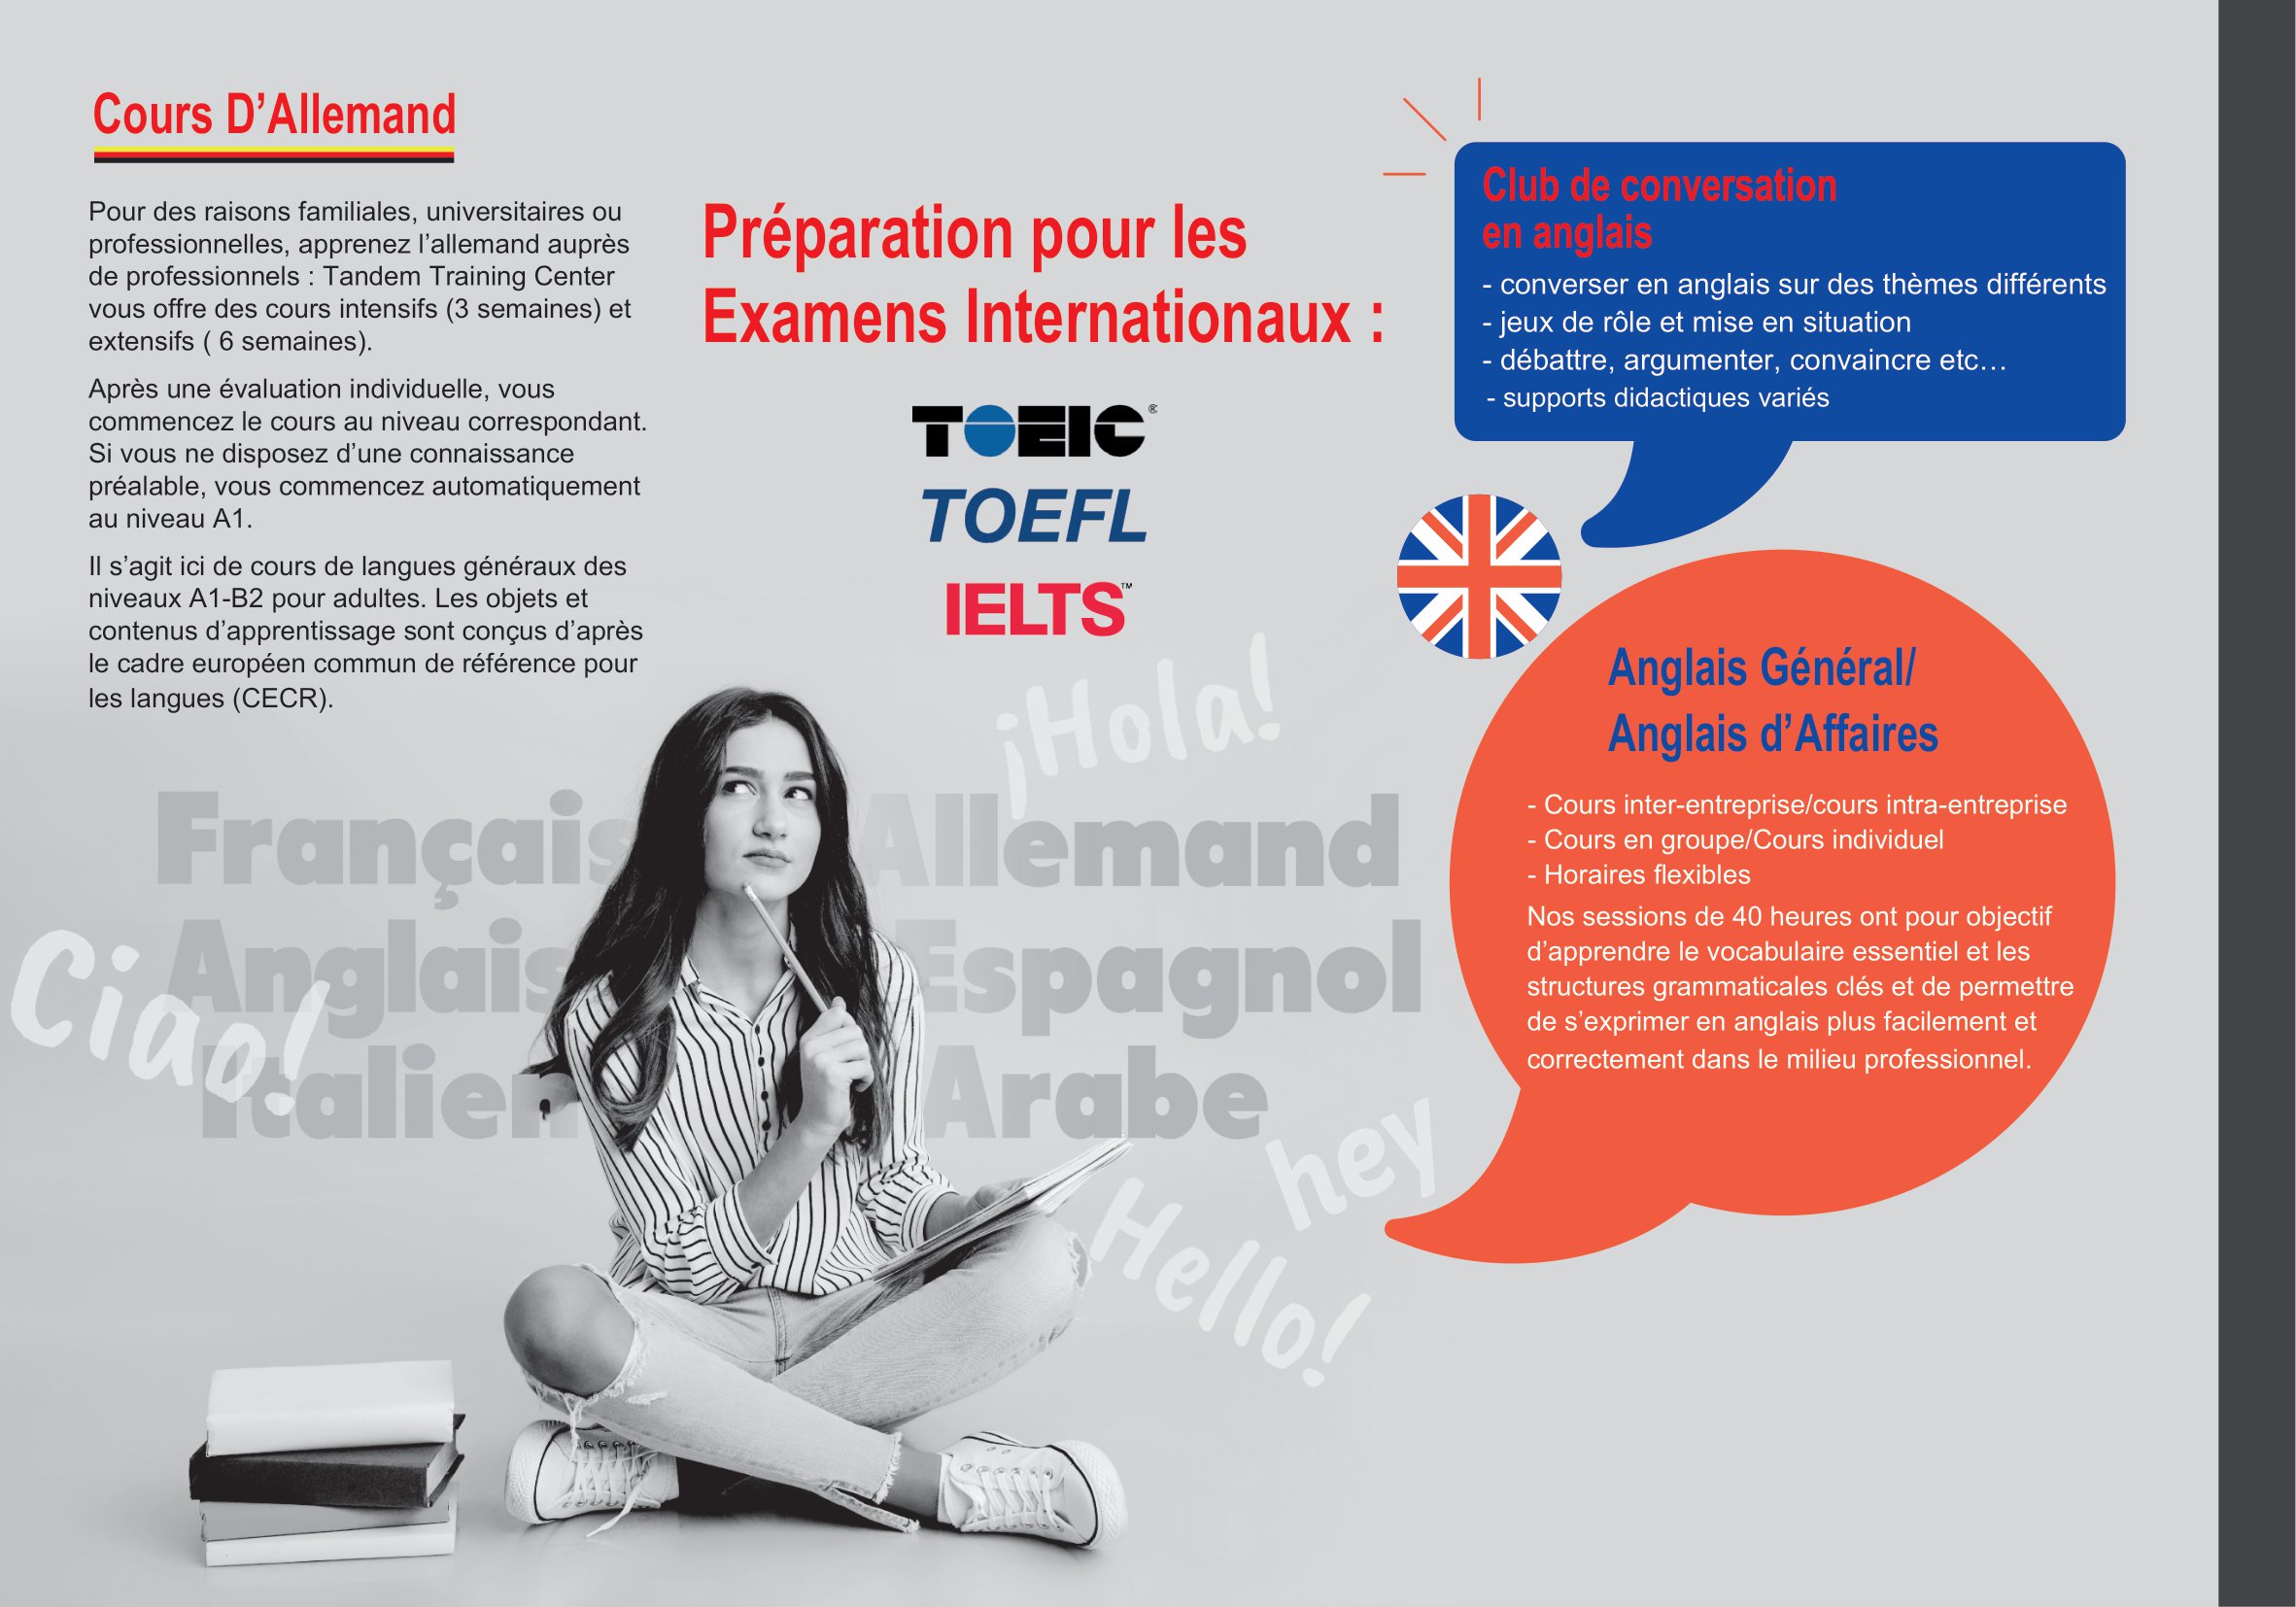 Cours D’Allemand
Pour des raisons familiales, universitaires ou
professionnelles, apprenez l’allemand auprès
de professionnels : Tandem Training Center
vous offre des cours intensifs (3 semaines) et
extensifs ( 6 semaines).
Après une évaluation individuelle, vous
commencez le cours au niveau correspondant.
Si vous ne disposez d’une connaissance
préalable, vous commencez automatiquement
au niveau A1.
Il s’agit ici de cours de langues généraux des
niveaux A1-B2 pour adultes. Les objets et
contenus d’apprentissage sont conçus d’après
le cadre européen commun de référence pour
les langues (CECR).
Préparation pour les
Examens Internationaux :
TOEIC®
TOEFL
IELTS™
Club de conversation
en anglais
- converser en anglais sur des thèmes différents
- jeux de rôle et mise en situation
- débattre, argumenter, convaincre etc…
- supports didactiques variés
Anglais Général/
Anglais d’Affaires
- Cours inter-entreprise/cours intra-entreprise
- Cours en groupe/Cours individuel
- Horaires flexibles
Nos sessions de 40 heures ont pour objectif
d’apprendre le vocabulaire essentiel et les
structures grammaticales clés et de permettre
de s’exprimer en anglais plus facilement et
correctement dans le milieu professionnel.
¡Hola!
Français Allemand
Anglais Espagnol
Italien Arabe
Ciao!
hey
Hello!